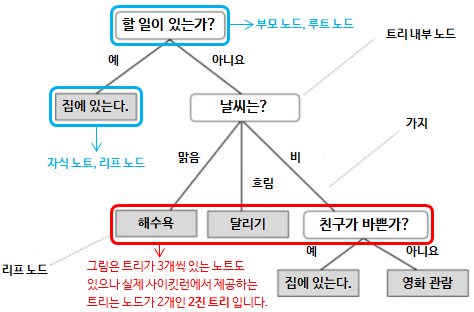 할 일이 있는가?
부모 노드, 루트 노드
트리 내부 노드
예
아니요
집에 있는다.
날씨는?
가지
자식 노트, 리프 노드
맑음
비
흐림
해수욕
달리기
친구가 바쁜가?
리프 노드
그림은 트리가 3개씩 있는 노트도
있으나 실제 사이킷런에서 제공하는
트리는 노드가 2개인 2진 트리 입니다.
예
아니요
집에 있는다.
영화 관람